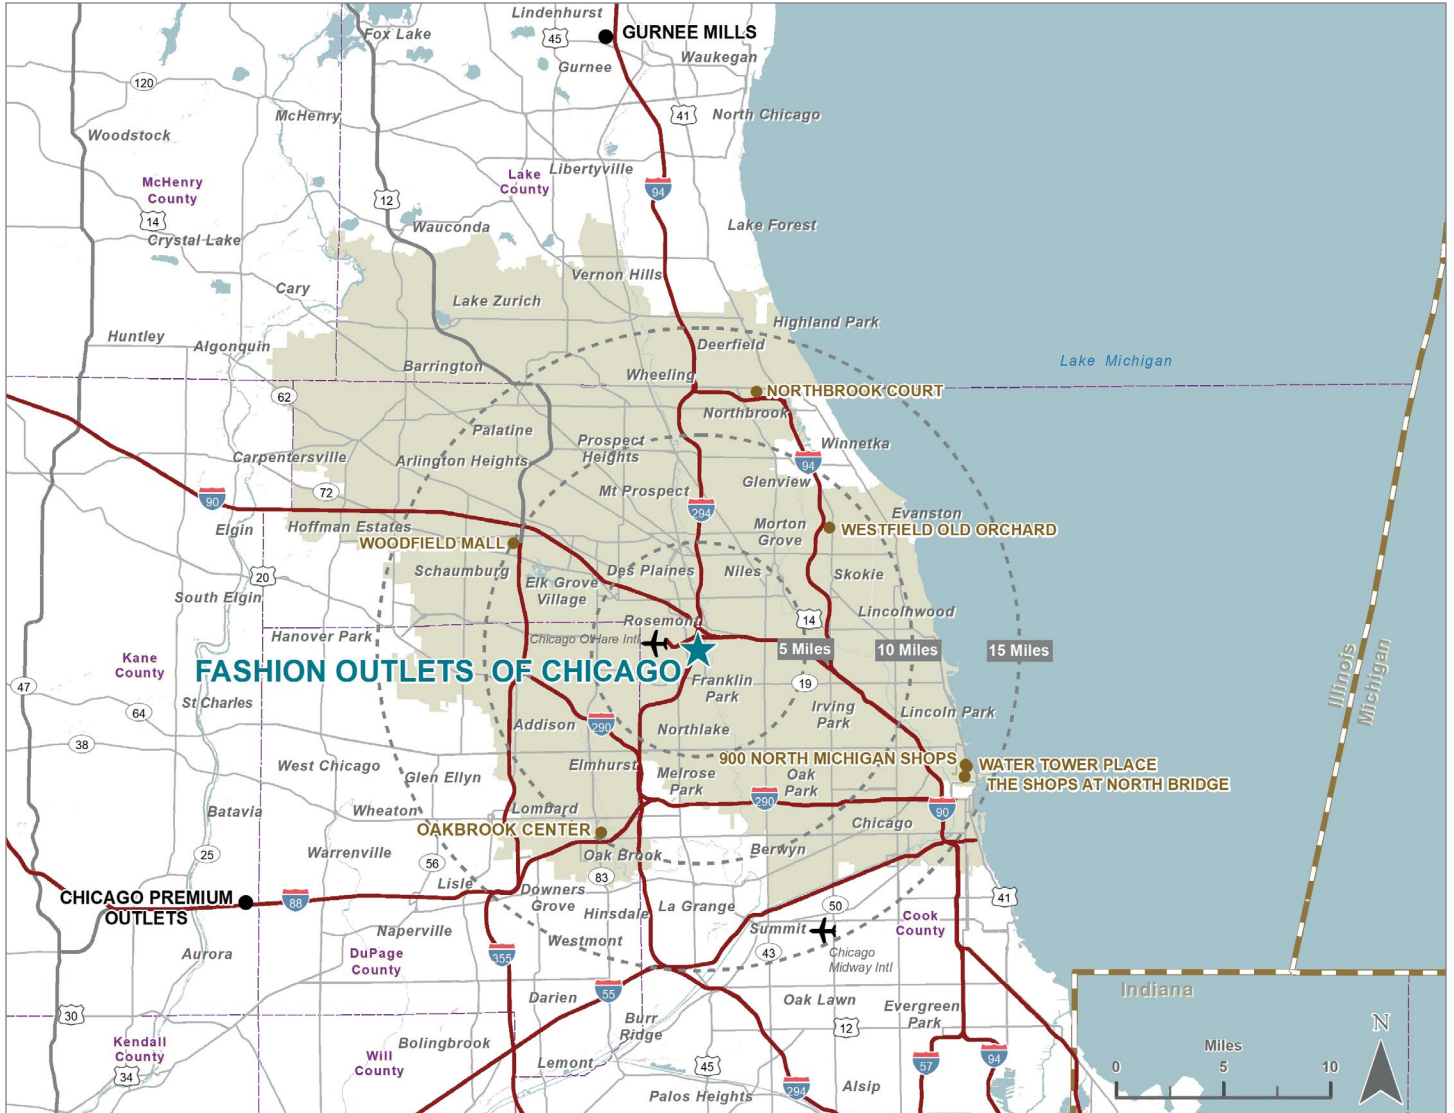 Lindenhurst
Fox Lake
45
GURNEE MILLS
Gurnee
Waukegan
120
McHenry
41
North Chicago
Woodstock
Libertyville
McHenry
County
Lake
County
94
12
14
Wauconda
Lake Forest
Crystal Lake
Vernon Hills
Cary
Lake Zurich
Highland Park
Huntley
Algonquin
Deerfield
Barrington
Lake Michigan
Wheeling
62
NORTHBROOK COURT
Northbrook
Palatine
Prospect
Heights
Winnetka
Carpentersville
Arlington Heights
94
Glenview
72
Mt Prospect
90
294
Evanston
Elgin
Hoffman Estates
Morton
Grove
WESTFIELD OLD ORCHARD
WOODFIELD MALL
Schaumburg
Des Plaines
Niles
Skokie
20
Elk Grove
Village
South Elgin
Lincolnwood
Rosemont
14
Hanover Park
Chicago O'Hare Intl
5 Miles
10 Miles
15 Miles
Kane
County
FASHION OUTLETS OF CHICAGO
Franklin
Park
19
47
St Charles
64
Irving
Park
Lincoln Park
Illinois
Michigan
Addison
290
Northlake
38
West Chicago
Glen Ellyn
Elmhurst
Melrose
Park
900 NORTH MICHIGAN SHOPS
WATER TOWER PLACE
Oak
Park
THE SHOPS AT NORTH BRIDGE
290
90
Batavia
Wheaton
Lombard
Chicago
OAKBROOK CENTER
25
Warrenville
56
Oak Brook
Berwyn
83
Lisle
Downers
Grove
CHICAGO PREMIUM
OUTLETS
88
Hinsdale
La Grange
50
41
Cook
County
Naperville
Westmont
Summit
Aurora
DuPage
County
355
43
Chicago
Midway Intl
55
Indiana
Darien
Oak Lawn
Evergreen
Park
30
Burr
Ridge
12
N
Kendall
County
Will
County
Bolingbrook
Lemont
45
57
94
Miles
0
5
10
34
294
Palos Heights
Alsip